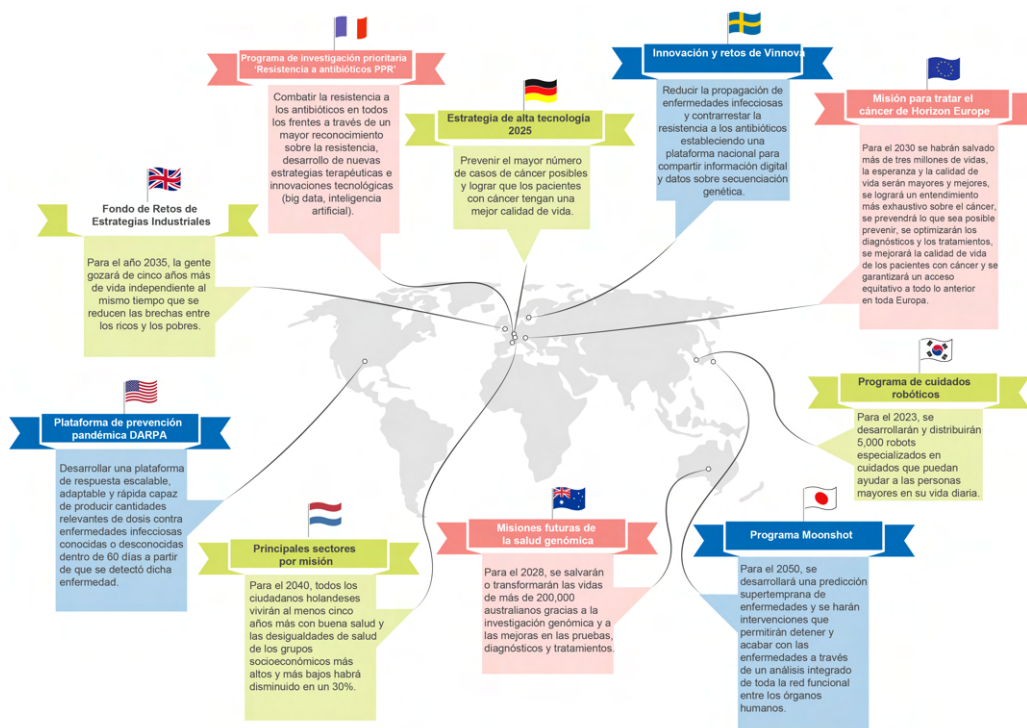 Programa de investigación prioritaria
‘Resistencia a antibióticos PPR’
Combatir la resistencia a
los antibióticos en todos
los frentes a través de un
mayor reconocimiento
sobre la resistencia,
desarrollo de nuevas
estrategias terapéuticas e
innovaciones tecnológicas
(big data, inteligencia
artificial).
Estrategia de alta tecnología
2025
Prevenir el mayor número
de casos de cáncer posibles
y lograr que los pacientes
con cáncer tengan una
mejor calidad de vida.
Innovación y retos de Vinnova
Reducir la propagación de
enfermedades infecciosas
y contrarrestar la
resistencia a los antibióticos
estableciendo una
plataforma nacional para
compartir información digital
y datos sobre secuenciación
genética.
Misión para tratar el
cáncer de Horizon Europe
Para el 2030 se habrán salvado
más de tres millones de vidas,
la esperanza y la calidad de
vida serán mayores y mejores,
se logrará un entendimiento
más exhaustivo sobre el cáncer,
se prevendrá lo que sea posible
prevenir, se optimizarán los
diagnósticos y los tratamientos,
se mejorará la calidad de vida
de los pacientes con cáncer y se
garantizará un acceso
equitativo a todo lo anterior
en toda Europa.
Fondo de Retos de
Estrategias Industriales
Para el año 2035, la gente
gozará de cinco años más
de vida independiente al
mismo tiempo que se
reducen las brechas entre
los ricos y los pobres.
Programa de cuidados
robóticos
Para el 2023, se
desarrollarán y distribuirán
5,000 robots
especializados en
cuidados que puedan
ayudar a las personas
mayores en su vida diaria.
Plataforma de prevención
pandémica DARPA
Desarrollar una plataforma
de respuesta escalable,
adaptable y rápida capaz
de producir cantidades
relevantes de dosis contra
enfermedades infecciosas
conocidas o desconocidas
dentro de 60 días a partir
de que se detectó dicha
enfermedad.
Principales sectores
por misión
Para el 2040, todos los
ciudadanos holandeses
vivirán al menos cinco
años más con buena salud y
las desigualdades de salud
de los grupos
socioeconómicos más
altos y más bajos habrá
disminuido en un 30%.
Misiones futuras de
la salud genómica
Para el 2028, se salvarán
o transformarán las vidas
de más de 200,000
australianos gracias a la
investigación genómica y a
las mejoras en las pruebas,
diagnósticos y tratamientos.
Programa Moonshot
Para el 2050, se
desarrollará una predicción
supertemprana de
enfermedades y se harán
intervenciones que
permitirán detener y
acabar con las
enfermedades a través
de un análisis integrado
de toda la red funcional
entre los órganos
humanos.